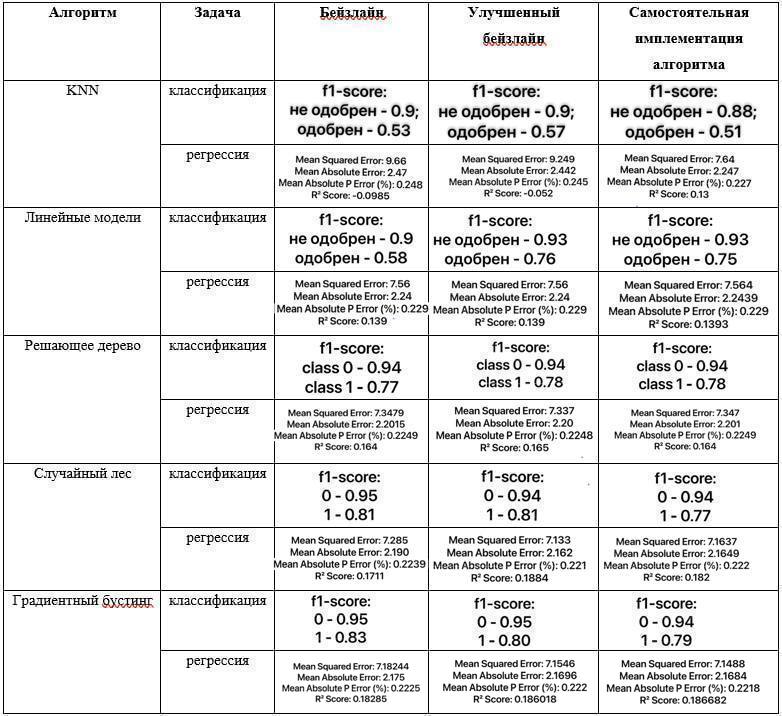 Алгоритм
Задача
Бейзлайн
Улучшенный
бейзлайн
Самостоятельная
имплементация
алгоритма
KNN
классификация
f1-score:
не одобрен - 0.9;
одобрен - 0.53
f1-score:
не одобрен - 0.9;
одобрен - 0.57
f1-score:
не одобрен - 0.88;
одобрен - 0.51
регрессия
Mean Squared Error: 9.66
Mean Absolute Error: 2.47
Mean Absolute P Error (%): 0.248
R² Score: -0.0985
Mean Squared Error: 9.249
Mean Absolute Error: 2.442
Mean Absolute P Error (%): 0.245
R² Score: -0.052
Mean Squared Error: 7.64
Mean Absolute Error: 2.247
Mean Absolute P Error (%): 0.227
R² Score: 0.13
Линейные модели
классификация
f1-score:
не одобрен - 0.9
одобрен - 0.58
f1-score:
не одобрен - 0.93
одобрен - 0.76
f1-score:
не одобрен - 0.93
одобрен - 0.75
регрессия
Mean Squared Error: 7.56
Mean Absolute Error: 2.24
Mean Absolute P Error (%): 0.229
R² Score: 0.139
Mean Squared Error: 7.56
Mean Absolute Error: 2.24
Mean Absolute P Error (%): 0.229
R² Score: 0.139
Mean Squared Error: 7.564
Mean Absolute Error: 2.2439
Mean Absolute P Error (%): 0.229
R² Score: 0.1393
Решающее дерево
классификация
f1-score:
class 0 - 0.94
class 1 - 0.77
f1-score:
class 0 - 0.94
class 1 - 0.78
f1-score:
class 0 - 0.94
class 1 - 0.78
регрессия
Mean Squared Error: 7.3479
Mean Absolute Error: 2.2015
Mean Absolute P Error (%): 0.2249
R² Score: 0.164
Mean Squared Error: 7.337
Mean Absolute Error: 2.20
Mean Absolute P Error (%): 0.2248
R² Score: 0.165
Mean Squared Error: 7.347
Mean Absolute Error: 2.201
Mean Absolute P Error (%): 0.2249
R² Score: 0.164
Случайный лес
классификация
f1-score:
0 - 0.95
1 - 0.81
f1-score:
0 - 0.94
1 - 0.81
f1-score:
0 - 0.94
1 - 0.77
регрессия
Mean Squared Error: 7.285
Mean Absolute Error: 2.190
Mean Absolute P Error (%): 0.2239
R² Score: 0.1711
Mean Squared Error: 7.133
Mean Absolute Error: 2.162
Mean Absolute P Error (%): 0.221
R² Score: 0.1884
Mean Squared Error: 7.1637
Mean Absolute Error: 2.1649
Mean Absolute P Error (%): 0.222
R² Score: 0.182
Градиентный бустинг
классификация
f1-score:
0 - 0.95
1 - 0.83
f1-score:
0 - 0.95
1 - 0.80
f1-score:
0 - 0.94
1 - 0.79
регрессия
Mean Squared Error: 7.18244
Mean Absolute Error: 2.175
Mean Absolute P Error (%): 0.2225
R² Score: 0.18285
Mean Squared Error: 7.1546
Mean Absolute Error: 2.1696
Mean Absolute P Error (%): 0.222
R² Score: 0.186018
Mean Squared Error: 7.1488
Mean Absolute Error: 2.1684
Mean Absolute P Error (%): 0.2218
R² Score: 0.186682